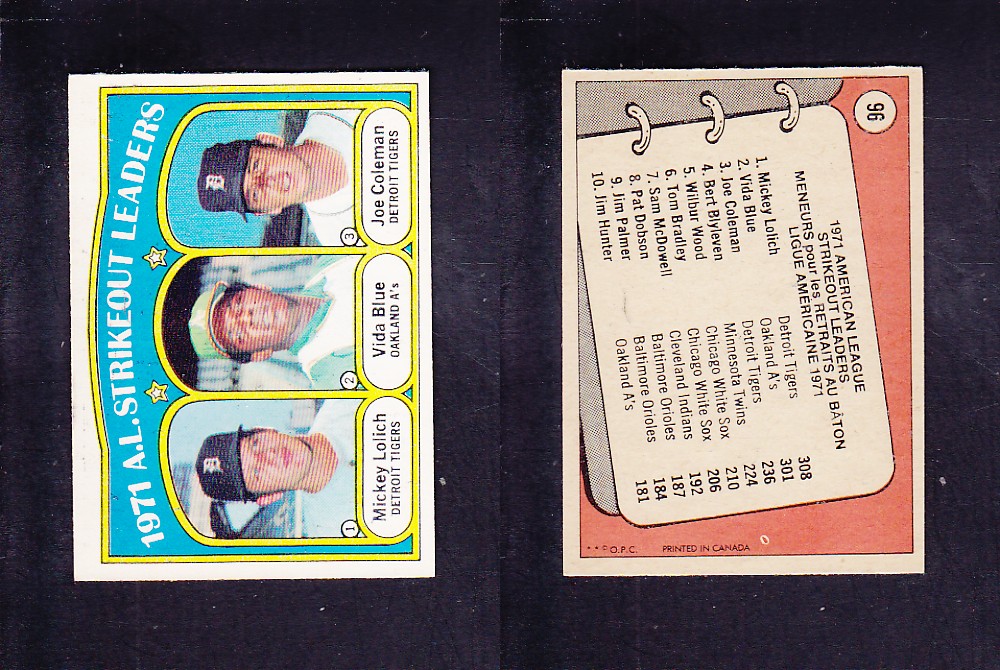 1971 A.L. STRIKEOUT LEADERS
1
Mickey Lolich
DETROIT TIGERS
2
Vida Blue
OAKLAND A's
3
Joe Coleman
DETROIT TIGERS
96
1971 AMERICAN LEAGUE
STRIKEOUT LEADERS
MENEURS pour les RETRAITS AU BÂTON
LIGUE AMERICAINE 1971
1. Mickey Lolich Detroit Tigers 308
2. Vida Blue Oakland A's 301
3. Joe Coleman Detroit Tigers 236
4. Bert Blyleven Minnesota Twins 224
5. Wilbur Wood Chicago White Sox 210
6. Tom Bradley Chicago White Sox 206
7. Sam McDowell Cleveland Indians 192
8. Pat Dobson Baltimore Orioles 187
9. Jim Palmer Baltimore Orioles 184
10. Jim Hunter Oakland A's 181
* * © O.P.C. PRINTED IN CANADA